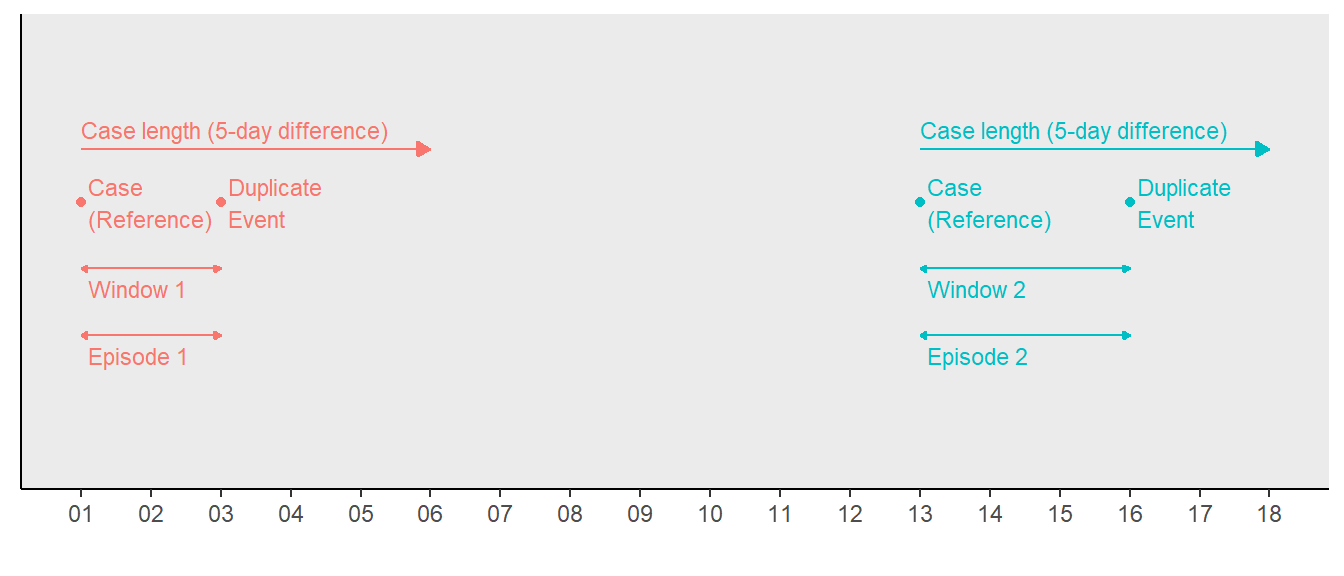 Case length (5-day difference)
Case length (5-day difference)
Case
(Reference)
Duplicate
Event
Case
(Reference)
Duplicate
Event
Window 1
Window 2
Episode 1
Episode 2
01 02 03 04 05 06 07 08 09 10 11 12 13 14 15 16 17 18